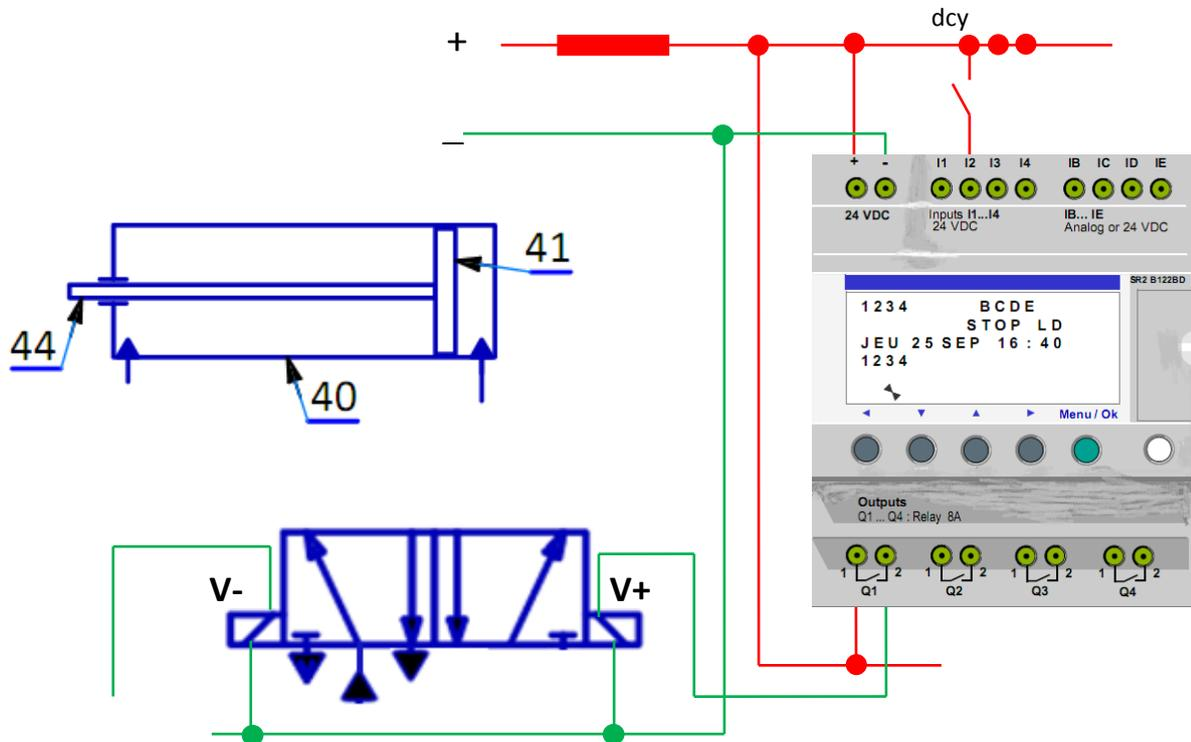 dcy
+
–
+ - I1 I2 I3 I4 IB IC ID IE
24 VDC Inputs I1...I4 IB... IE
24 VDC Analog or 24 VDC
SR2 B122BD
1234 BCDE
STOP LD
JEU 25 SEP 16 : 40
1234
Menu / Ok
41
44
40
Outputs
Q1 ... Q4 : Relay 8A
1 2 1 2 1 2 1 2
Q1 Q2 Q3 Q4
V- V+